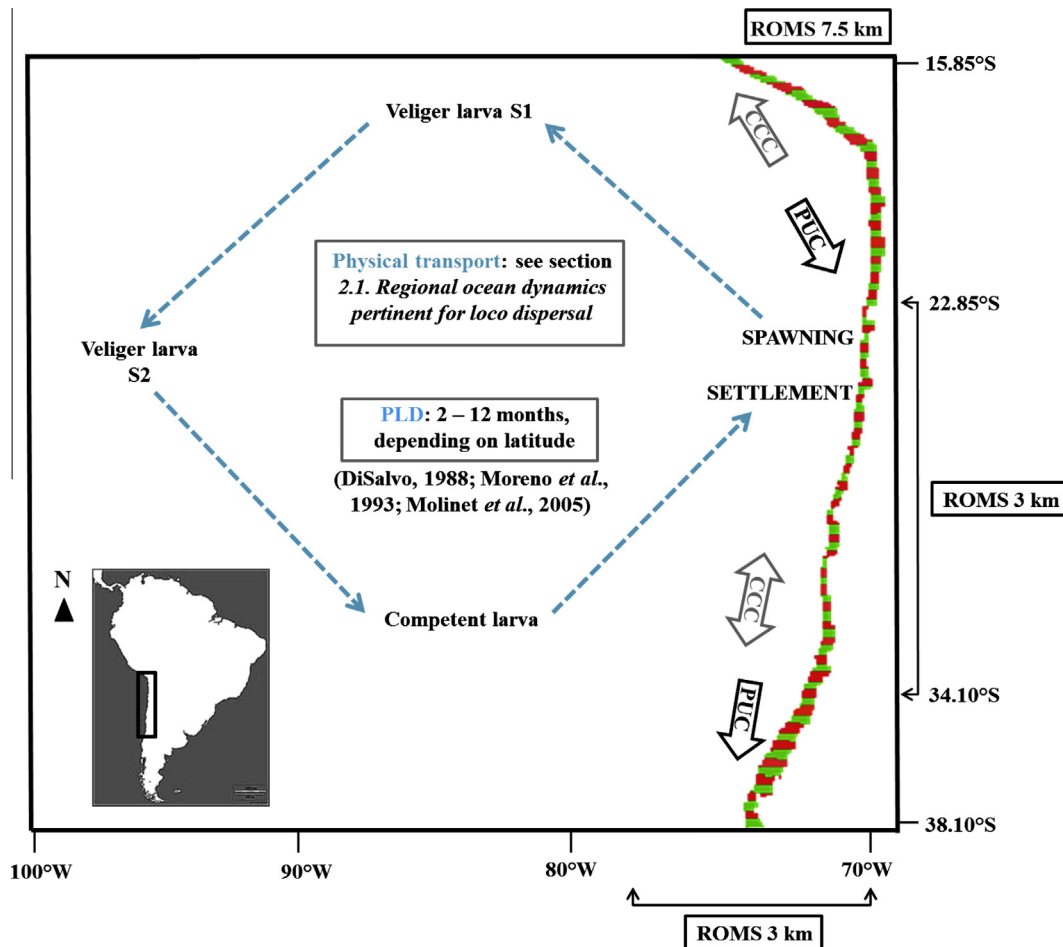 ROMS 7.5 km
15.85°S
Veliger larva S1
CCC
PUC
Physical transport: see section
2.1. Regional ocean dynamics
pertinent for loco dispersal
22.85°S
SPAWNING
Veliger larva
S2
SETTLEMENT
PLD: 2 – 12 months,
depending on latitude
(DiSalvo, 1988; Moreno et al.,
1993; Molinet et al., 2005)
ROMS 3 km
N
CCC
Competent larva
PUC
34.10°S
38.10°S
100°W
90°W
80°W
70°W
ROMS 3 km